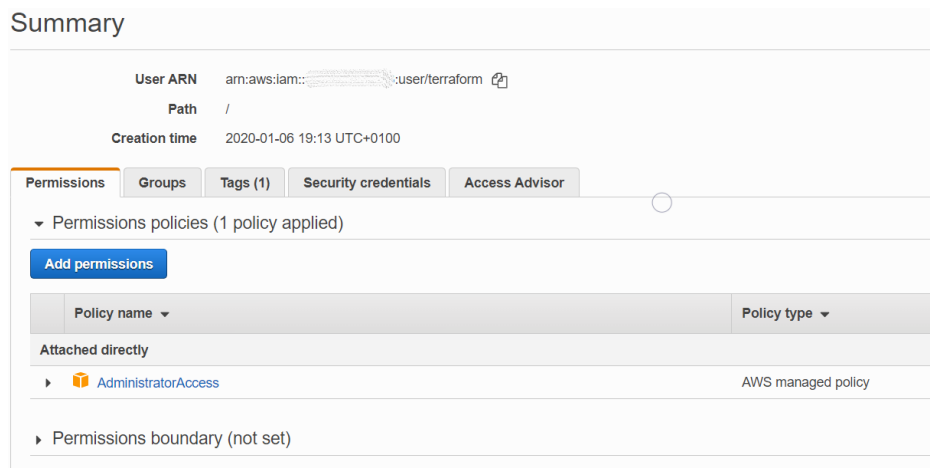 Summary
User ARN arn:aws:iam:: :user/terraform
Path /
Creation time 2020-01-06 19:13 UTC+0100
Permissions Groups Tags (1) Security credentials Access Advisor
Permissions policies (1 policy applied)
Add permissions
Policy name Policy type
Attached directly
AdministratorAccess AWS managed policy
Permissions boundary (not set)